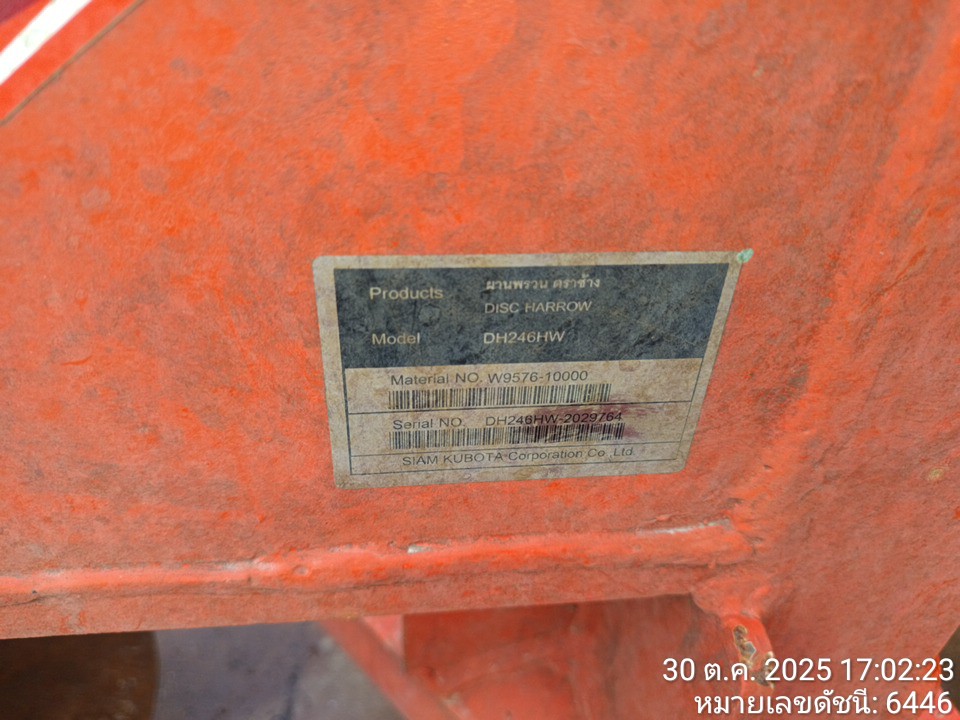 Products ผานพรวน ตราช้าง
DISC HARROW
Model DH246HW
Material NO. W9576-10000
Serial NO. DH246HW-2029764
SIAM KUBOTA Corporation Co.,Ltd.
30 ต.ค. 2025 17:02:23
หมายเลขดัชนี: 6446